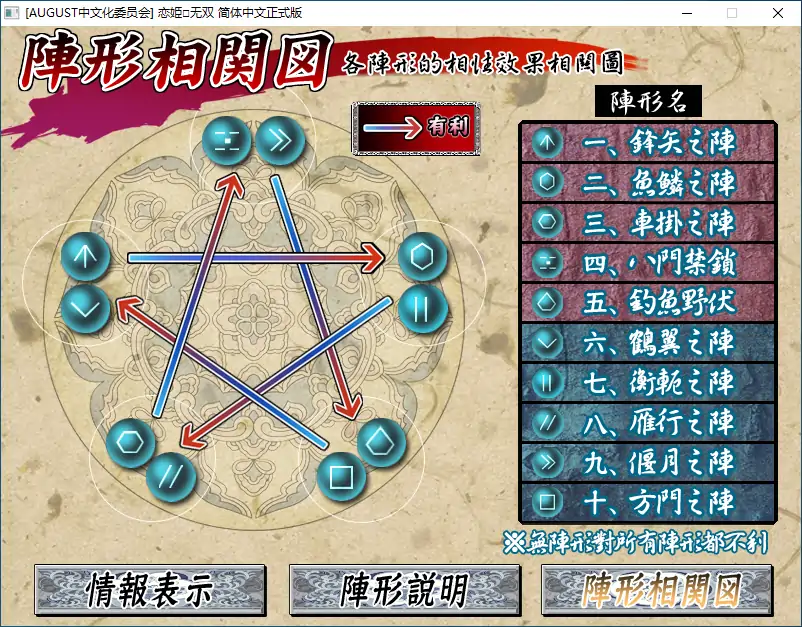 [AUGUST中文化委员会] 恋姬□无双 简体中文正式版
陣形相関図
各陣形的相性效果相関圖
有利
陣形名
一、鋒矢之陣
二、魚鱗之陣
三、車掛之陣
四、八門禁鎖
五、釣魚野伏
六、鶴翼之陣
七、衡軛之陣
八、雁行之陣
九、偃月之陣
十、方門之陣
※無陣形對所有陣形都不利
情報表示
陣形説明
陣形相関図